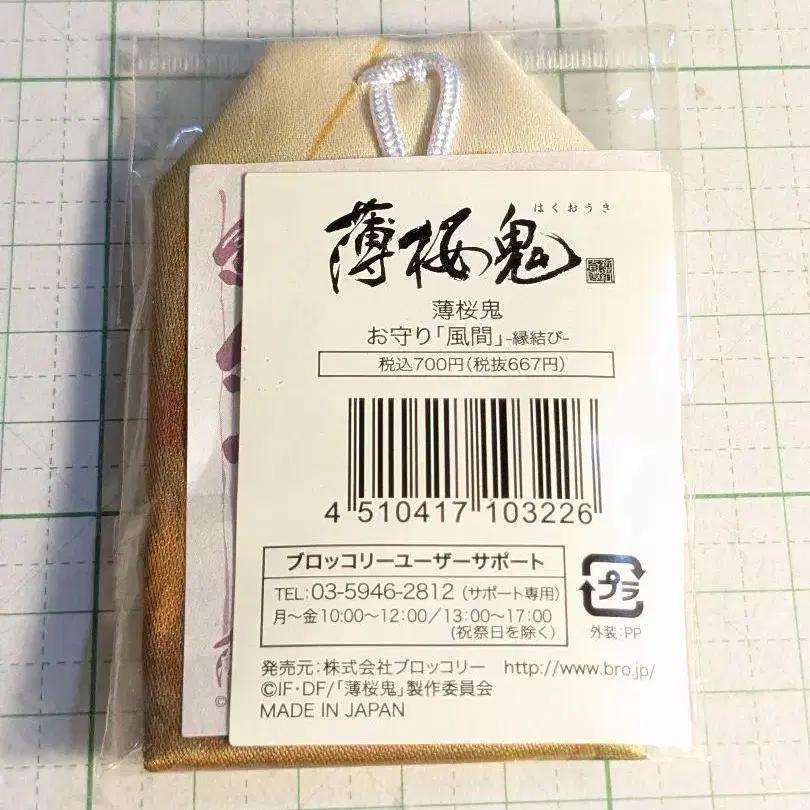 はくおうき
薄桜鬼
薄桜鬼
お守り「風間」-縁結び-
税込700円(税抜667円)
4 510417 103226
ブロッコリーユーザーサポート
TEL:03-5946-2812 (サポート専用)
月～金10:00～12:00/13:00～17:00
(祝祭日を除く)
プラ
外装:PP
発売元:株式会社ブロッコリー http://www.bro.jp/
©IF・DF/「薄桜鬼」製作委員会
MADE IN JAPAN